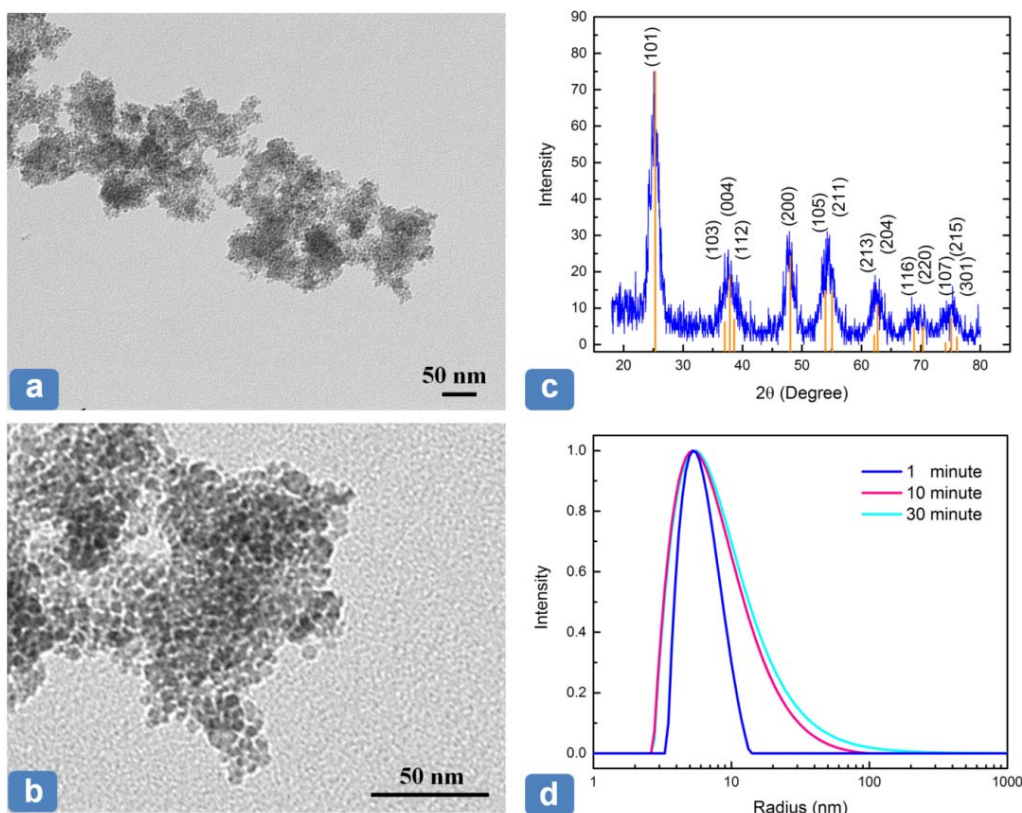 50 nm
a
50 nm
b
90
80
70
60
50
40
30
20
10
0
Intensity
(101)
(103)
(004)
(112)
(200)
(105)
(211)
(213)
(204)
(116)
(220)
(107)
(215)
(301)
20 30 40 50 60 70 80
2θ (Degree)
c
1.0
0.8
0.6
0.4
0.2
0.0
Intensity
1 minute
10 minute
30 minute
1 10 100 1000
Radius (nm)
d